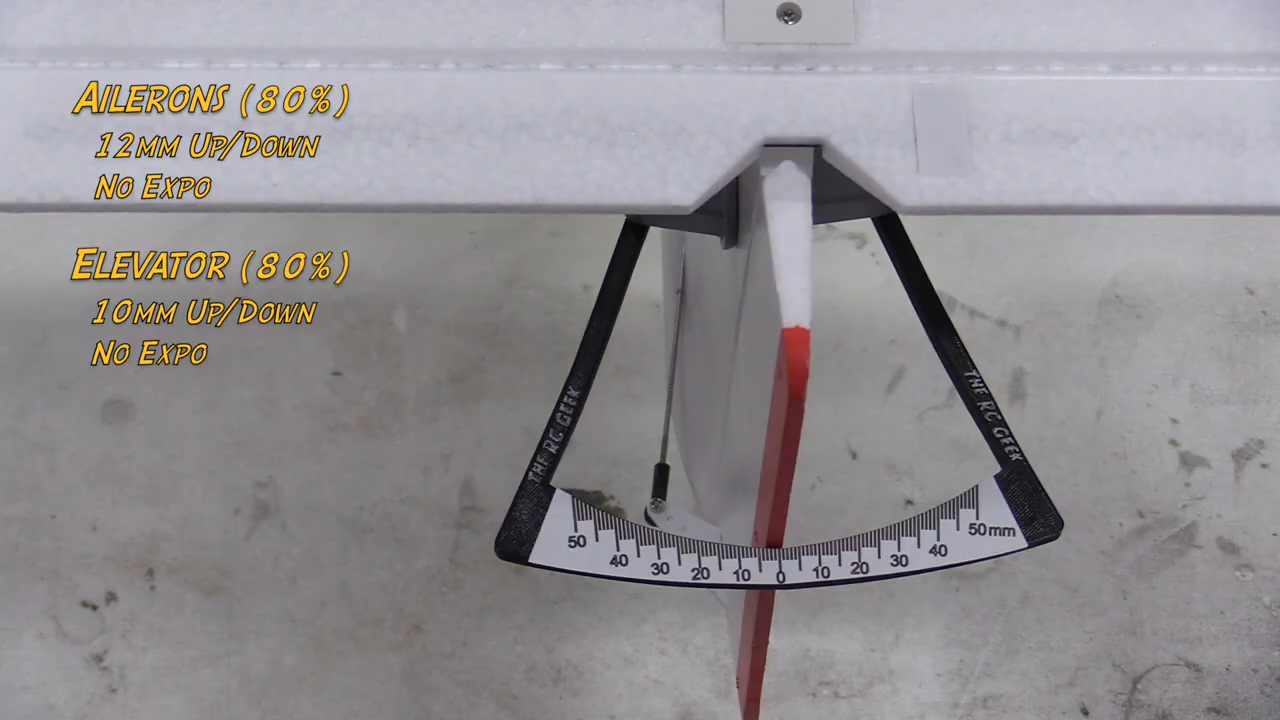 AILERONS (80%)
12MM UP/DOWN
NO EXPO
ELEVATOR (80%)
10MM UP/DOWN
NO EXPO
THE RC GEEK
THE RC GEEK
50 40 30 20 10 0 10 20 30 40 50mm